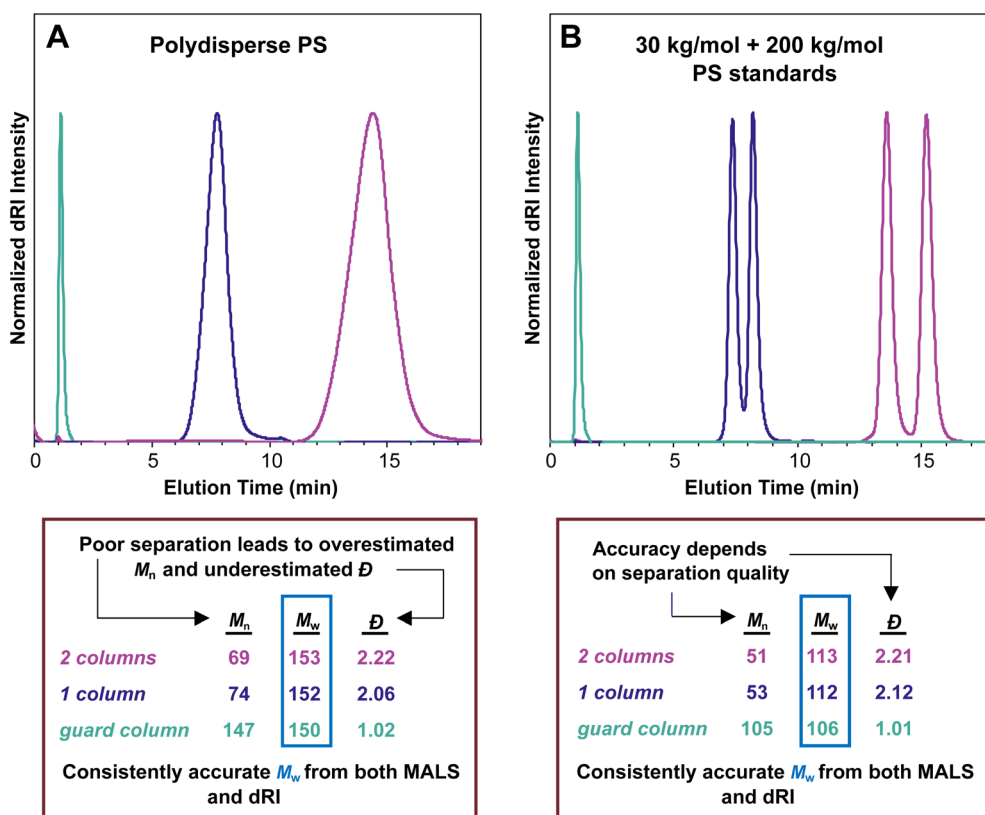 A
Polydisperse PS
Normalized dRI Intensity
0 5 10 15
Elution Time (min)
Poor separation leads to overestimated
Mn and underestimated Đ
Mn Mw Đ
2 columns 69 153 2.22
1 column 74 152 2.06
guard column 147 150 1.02
Consistently accurate Mw from both MALS
and dRI
B
30 kg/mol + 200 kg/mol
PS standards
Normalized dRI Intensity
0 5 10 15
Elution Time (min)
Accuracy depends
on separation quality
Mn Mw Đ
2 columns 51 113 2.21
1 column 53 112 2.12
guard column 105 106 1.01
Consistently accurate Mw from both MALS
and dRI